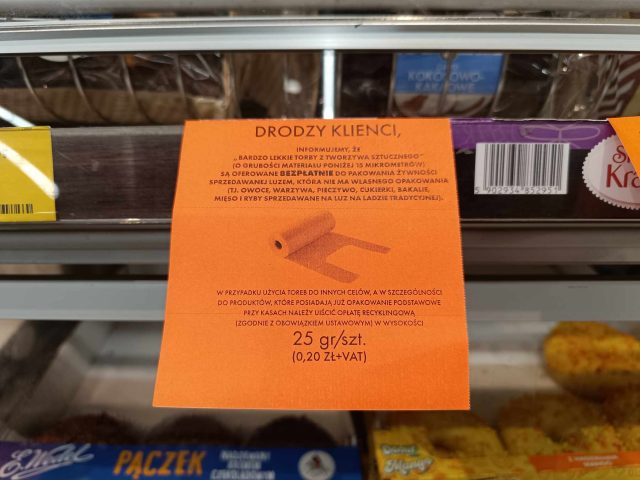 KOKOSOWO-
KAKAOWE
DRODZY KLIENCI,
INFORMUJEMY, ŻE
„BARDZO LEKKIE TORBY Z TWORZYWA SZTUCZNEGO”
(O GRUBOŚCI MATERIAŁU PONIŻEJ 15 MIKROMETRÓW)
SĄ OFEROWANE BEZPŁATNIE DO PAKOWANIA ŻYWNOŚCI
SPRZEDAWANEJ LUZEM, KTÓRA NIE MA WŁASNEGO OPAKOWANIA
(TJ. OWOCE, WARZYWA, PIECZYWO, CUKIERKI, BAKALIE,
MIĘSO I RYBY SPRZEDAWANE NA LUZ NA LADZIE TRADYCYJNEJ).
W PRZYPADKU UŻYCIA TOREB DO INNYCH CELÓW, A W SZCZEGÓLNOŚCI
DO PRODUKTÓW, KTÓRE POSIADAJĄ JUŻ OPAKOWANIE PODSTAWOWE
PRZY KASACH NALEŻY UIŚCIĆ OPŁATĘ RECYKLINGOWĄ
(ZGODNIE Z OBOWIĄZKIEM USTAWOWYM) W WYSOKOŚCI
25 gr/szt.
(0,20 ZŁ+VAT)
5 902934 852951
E. Wedel
PĄCZEK